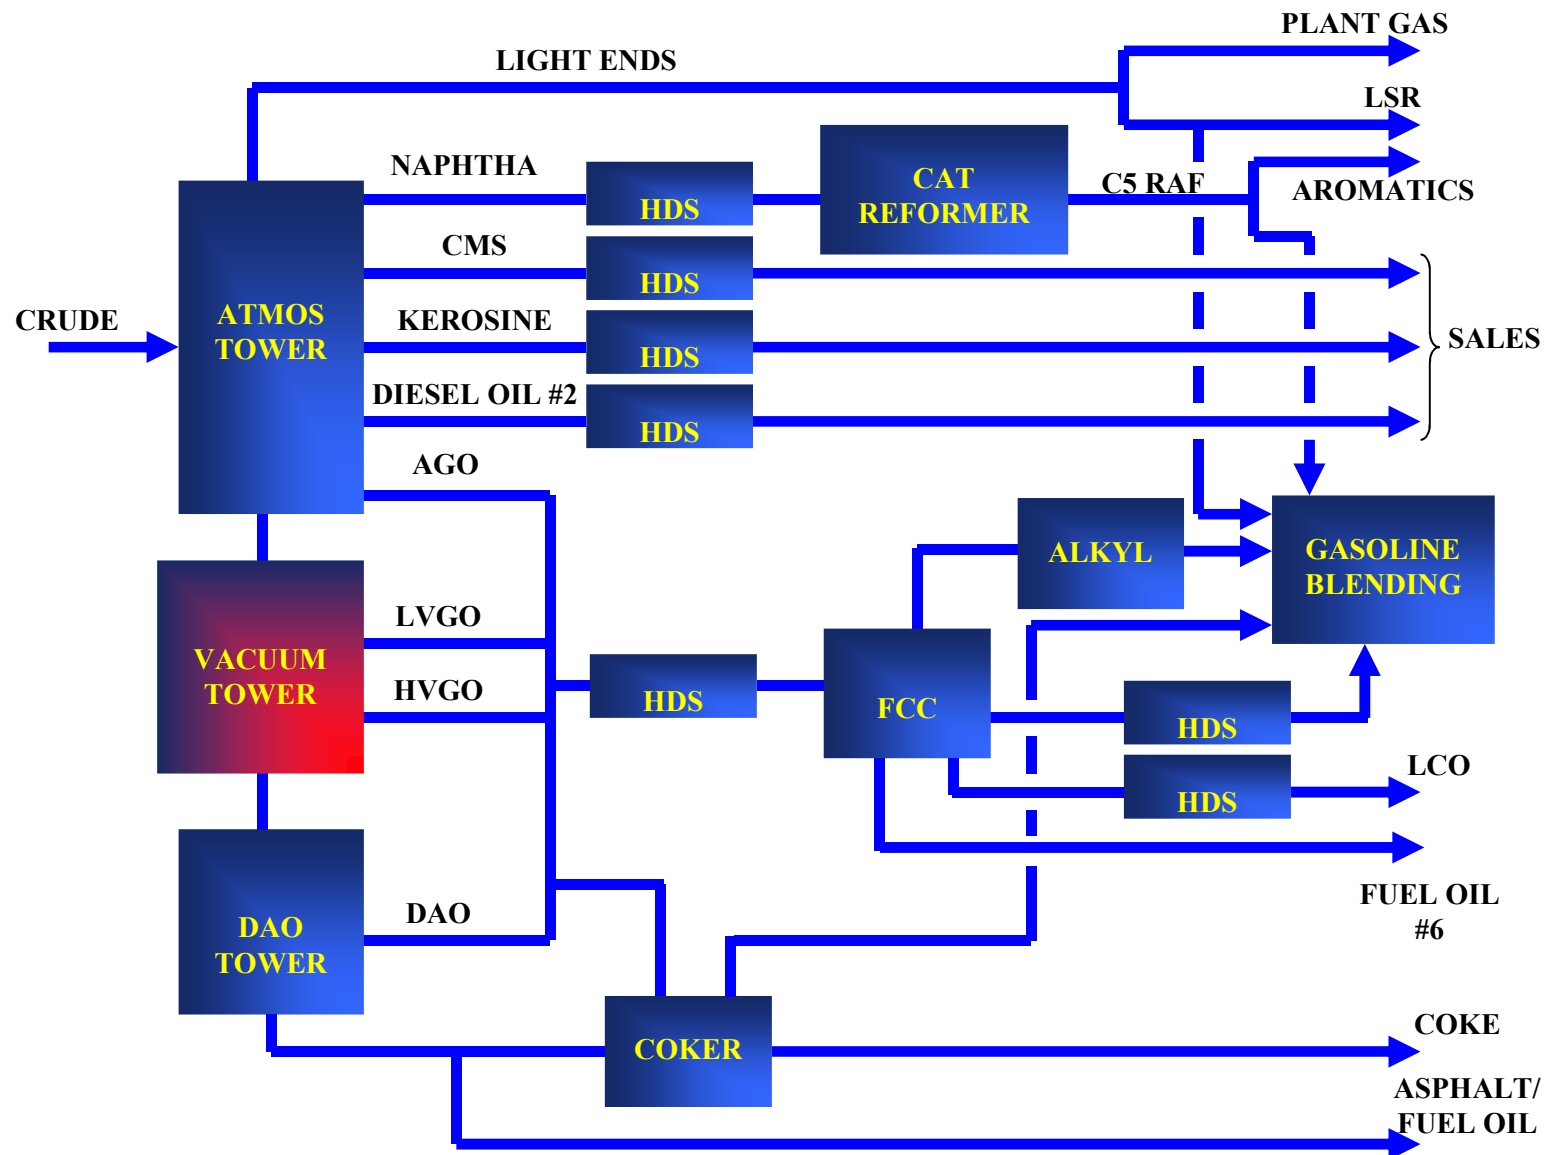 PLANT GAS
LIGHT ENDS
LSR
NAPHTHA
CAT
REFORMER
C5 RAF
AROMATICS
HDS
CMS
HDS
CRUDE
ATMOS
TOWER
KEROSINE
HDS
SALES
DIESEL OIL #2
HDS
AGO
ALKYL
GASOLINE
BLENDING
LVGO
VACUUM
TOWER
HVGO
HDS
FCC
HDS
LCO
HDS
FUEL OIL
#6
DAO
DAO
TOWER
COKE
COKER
ASPHALT/
FUEL OIL